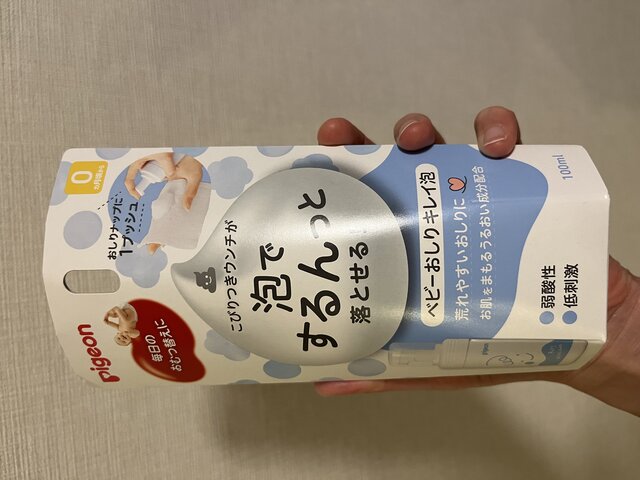 pigeon
0
カ月頃から
毎日の
おむつ替えに
おしりナップに
1プッシュ
こびりつきウンチが
泡で
するんっと
落とせる!
ベビーおしりキレイ泡
荒れやすいおしりに
お肌をまもるうるおい成分配合
弱酸性
低刺激
100ml